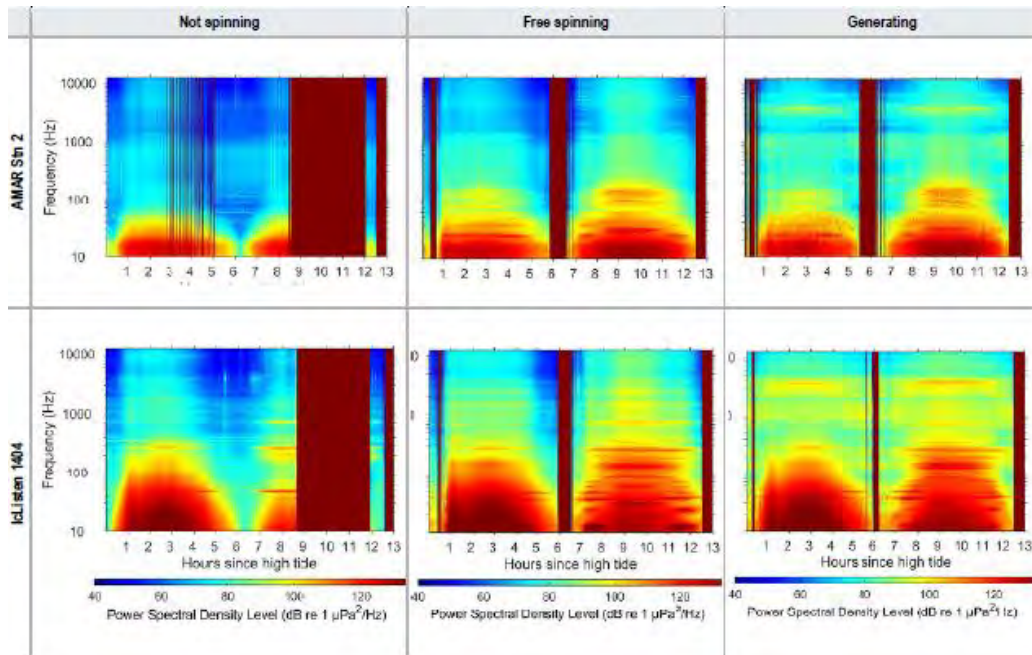 Not spinning Free spinning Generating
AMAR Stn 2
Frequency (Hz)
10000
1000
100
10
1 2 3 4 5 6 7 8 9 10 11 12 13
1 2 3 4 5 6 7 8 9 10 11 12 13
1 2 3 4 5 6 7 8 9 10 11 12 13
IcListen 1404
Frequency (Hz)
10000
1000
100
10
1 2 3 4 5 6 7 8 9 10 11 12 13
1 2 3 4 5 6 7 8 9 10 11 12 13
1 2 3 4 5 6 7 8 9 10 11 12 13
Hours since high tide Hours since high tide Hours since high tide
40 60 80 100 120
40 60 80 100 120
40 60 80 100 120
Power Spectral Density Level (dB re 1 µPa²/Hz)
Power Spectral Density Level (dB re 1 µPa²/Hz)
Power Spectral Density Level (dB re 1 µPa²/Hz)